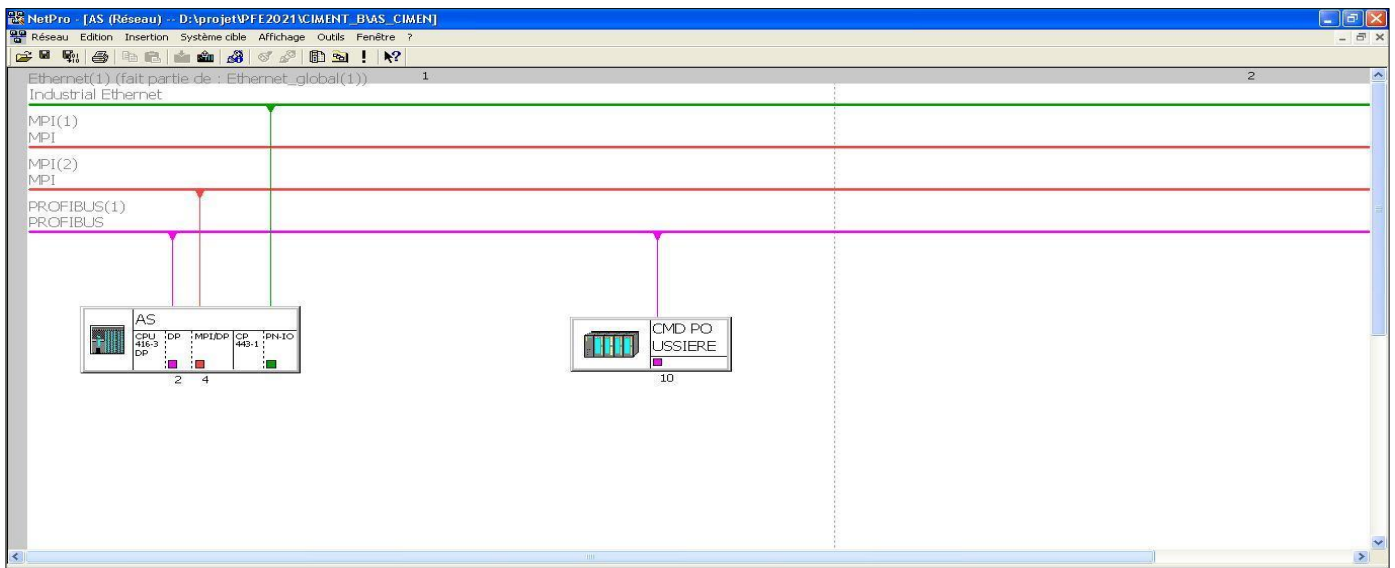 NetPro - [AS (Réseau) -- D:\projet\PFE2021\CIMENT_B\AS_CIMEN]
Réseau Edition Insertion Système cible Affichage Outils Fenêtre ?
Ethernet(1) (fait partie de : Ethernet_global(1)) 1 2
Industrial Ethernet
MPI(1)
MPI
MPI(2)
MPI
PROFIBUS(1)
PROFIBUS
AS
CPU 416-3 DP
DP
MPI/DP
CP 443-1
PN-IO
2 4
CMD PO
USSIERE
10